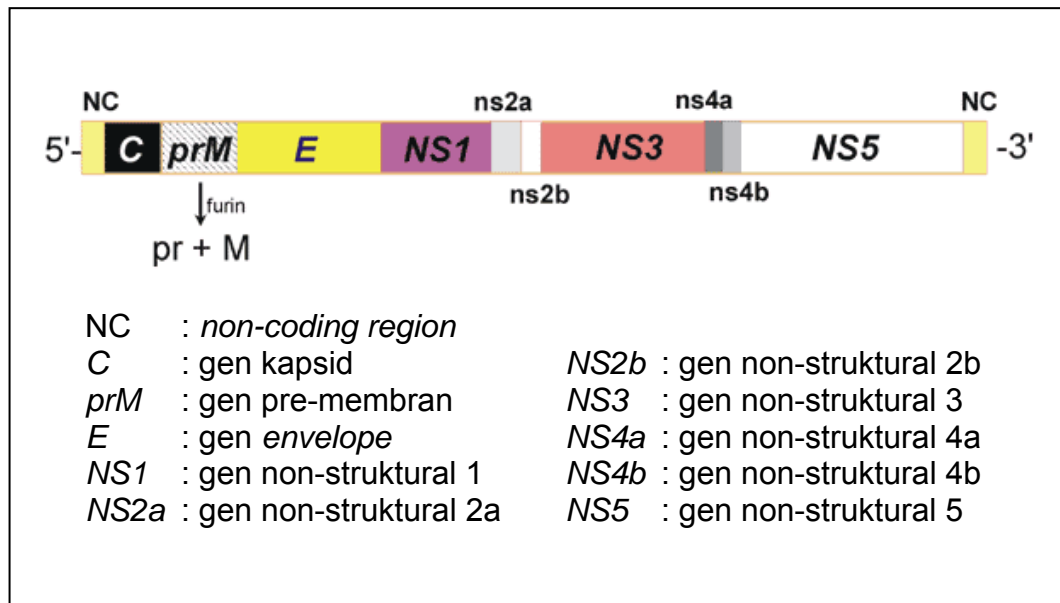 NC ns2a ns4a NC
5'- C prM E NS1 NS3 NS5 -3'
ns2b ns4b
furin
pr + M
NC : non-coding region
C : gen kapsid NS2b : gen non-struktural 2b
prM : gen pre-membran NS3 : gen non-struktural 3
E : gen envelope NS4a : gen non-struktural 4a
NS1 : gen non-struktural 1 NS4b : gen non-struktural 4b
NS2a : gen non-struktural 2a NS5 : gen non-struktural 5